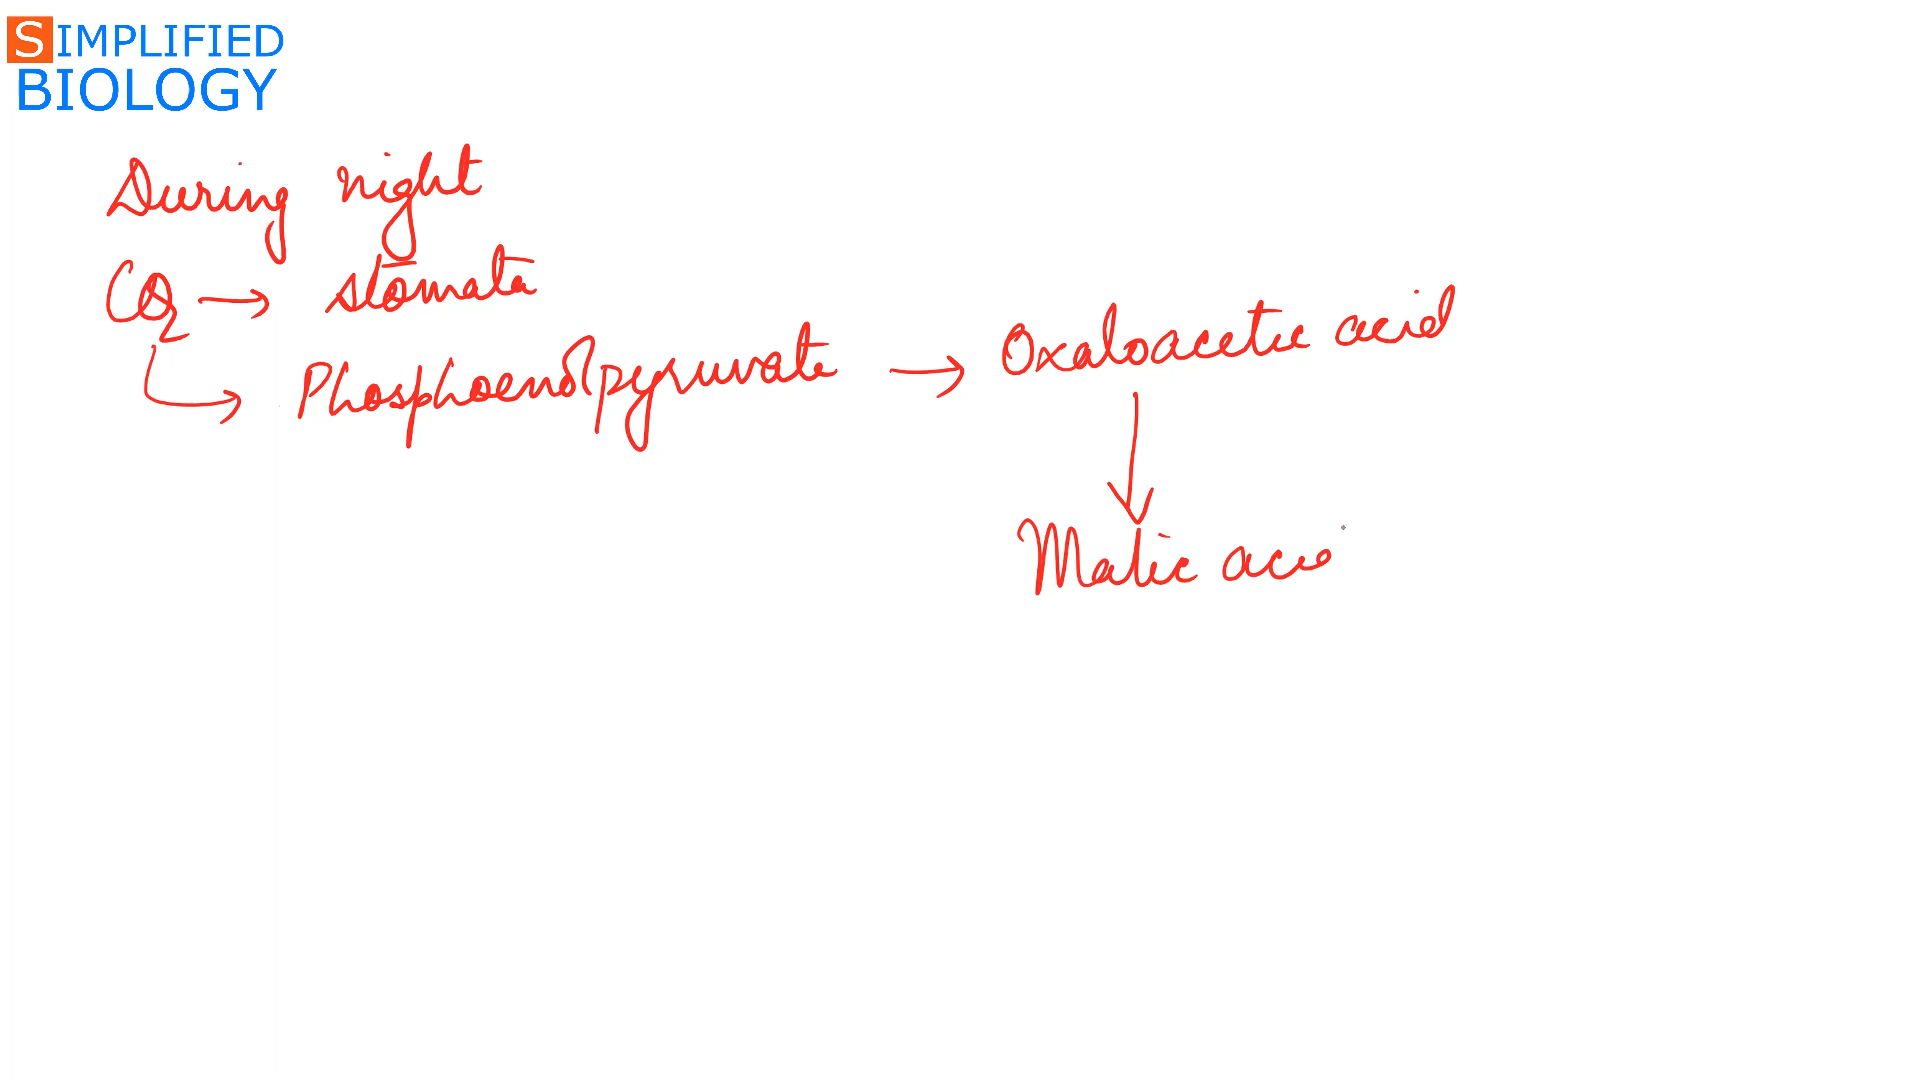 SIMPLIFIED
BIOLOGY
During night
CO2 → stomata
Phosphoenolpyruvate → Oxaloacetic acid
Malic aci